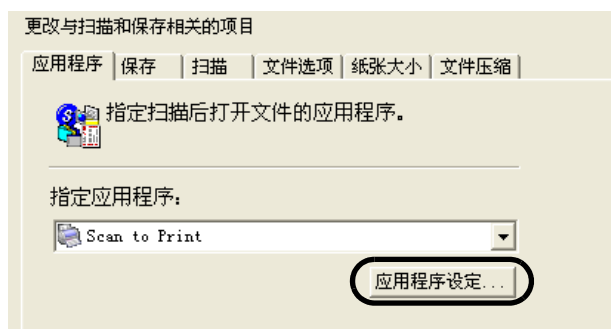 更改与扫描和保存相关的项目
应用程序 保存 扫描 文件选项 纸张大小 文件压缩
指定扫描后打开文件的应用程序。
指定应用程序:
Scan to Print
应用程序设定...